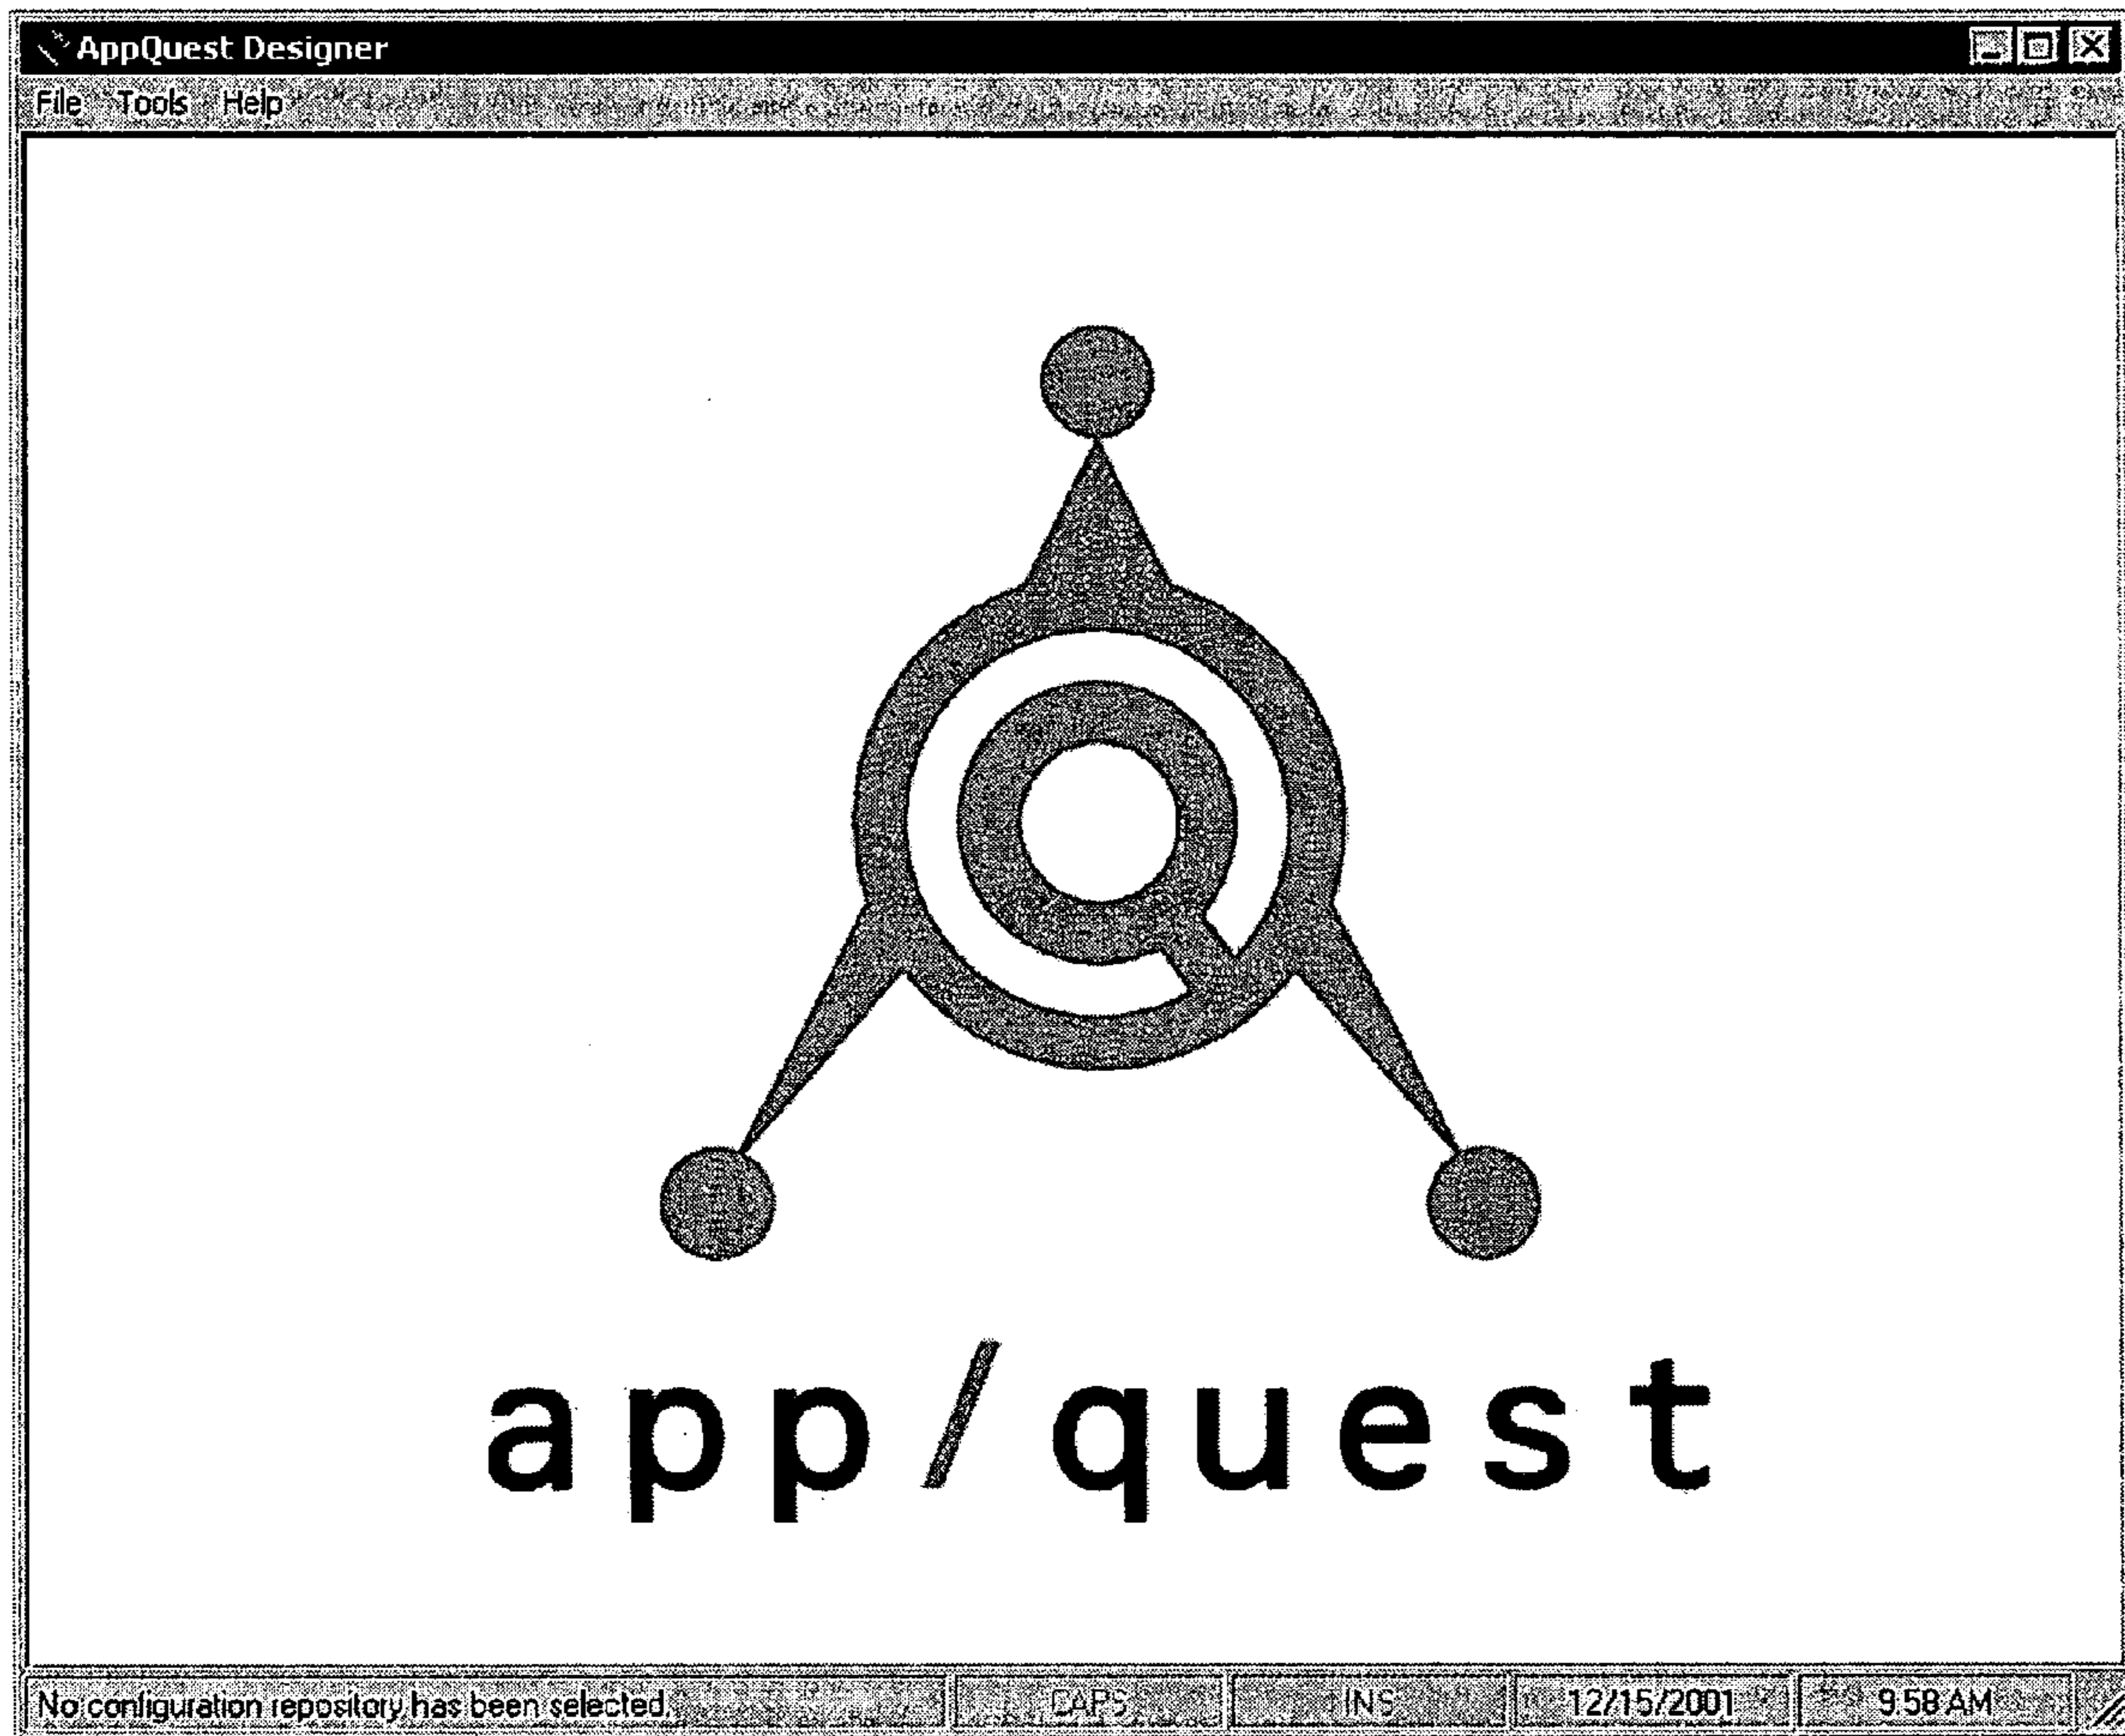 AppQuest Designer
File Tools Help
app/quest
No configuration repository has been selected. CAPS INS 12/15/2001 9:58 AM